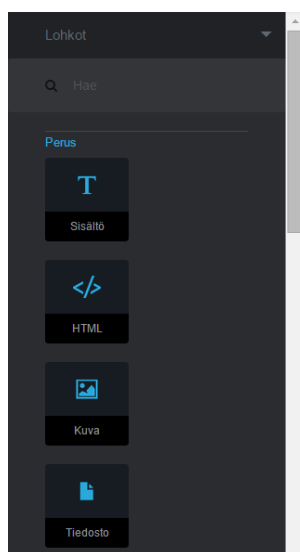 Lohkot
Hae
Perus
Sisältö
HTML
Kuva
Tiedosto